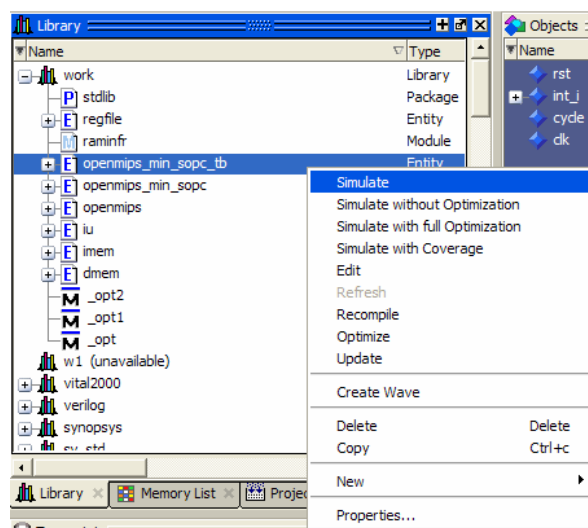 Library
Objects
Name Type
Name
work Library
rst
P stdlib Package
int_i
E regfile Entity
cycle
M raminfr Module
clk
E openmips_min_sopc_tb Entity
E openmips_min_sopc
E openmips
E iu
E imem
E dmem
M _opt2
M _opt1
M _opt
w1 (unavailable)
vital2000
verilog
synopsys
sv_std
Simulate
Simulate without Optimization
Simulate with full Optimization
Simulate with Coverage
Edit
Refresh
Recompile
Optimize
Update
Create Wave
Delete Delete
Copy Ctrl+c
New
Properties...
Library
Memory List
Projec